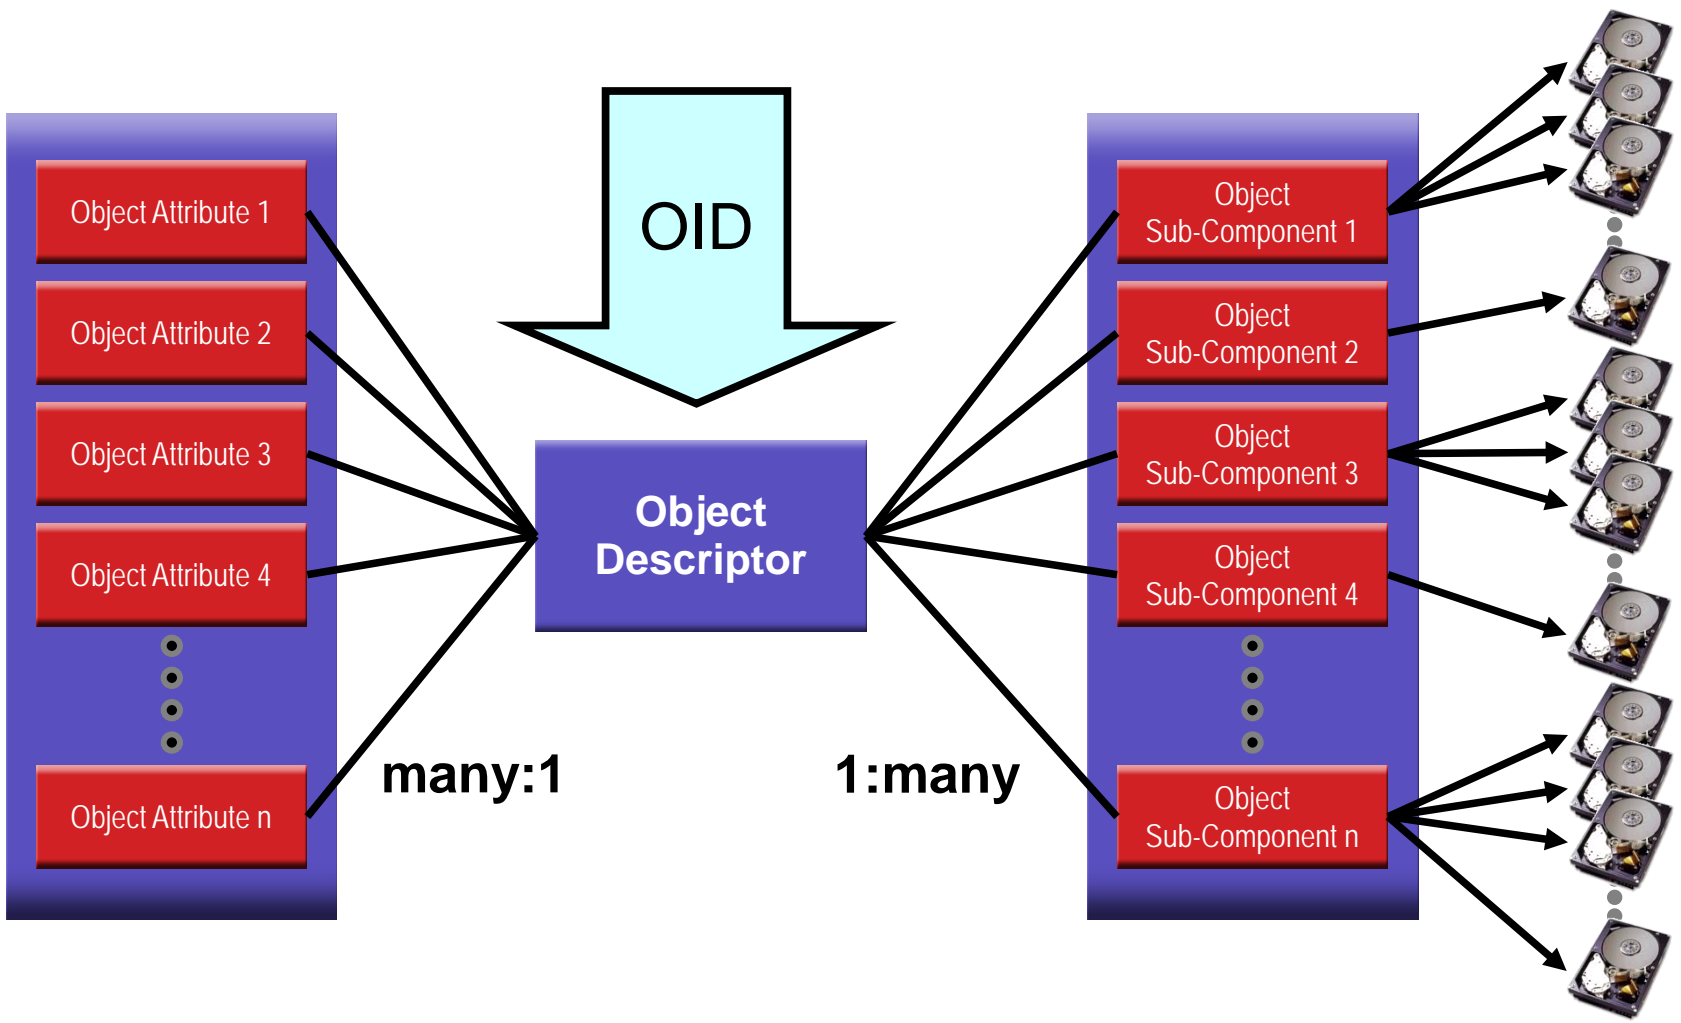 Object Attribute 1
Object Attribute 2
Object Attribute 3
Object Attribute 4
Object Attribute n
many:1
OID
Object
Descriptor
1:many
Object
Sub-Component 1
Object
Sub-Component 2
Object
Sub-Component 3
Object
Sub-Component 4
Object
Sub-Component n